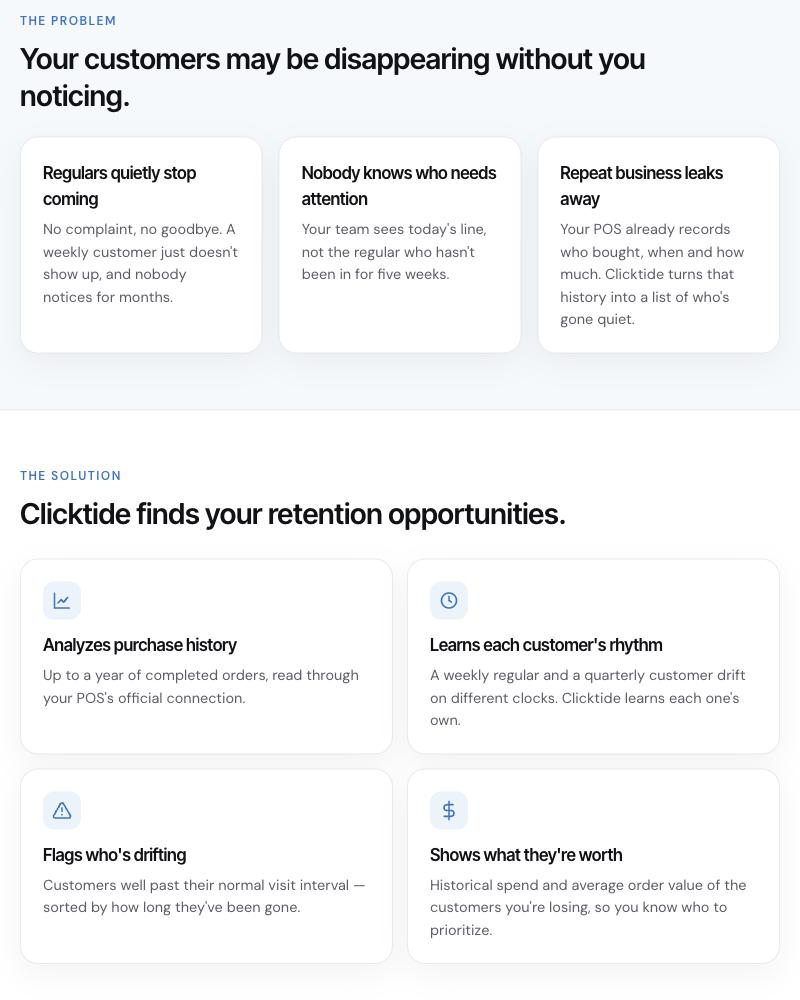 THE PROBLEM
Your customers may be disappearing without you
noticing.
Regulars quietly stop
coming
No complaint, no goodbye. A
weekly customer just doesn't
show up, and nobody
notices for months.
Nobody knows who needs
attention
Your team sees today's line,
not the regular who hasn't
been in for five weeks.
Repeat business leaks
away
Your POS already records
who bought, when and how
much. Clicktide turns that
history into a list of who's
gone quiet.
THE SOLUTION
Clicktide finds your retention opportunities.
Analyzes purchase history
Up to a year of completed orders, read through
your POS's official connection.
Learns each customer's rhythm
A weekly regular and a quarterly customer drift
on different clocks. Clicktide learns each one's
own.
Flags who's drifting
Customers well past their normal visit interval —
sorted by how long they've been gone.
Shows what they're worth
Historical spend and average order value of the
customers you're losing, so you know who to
prioritize.